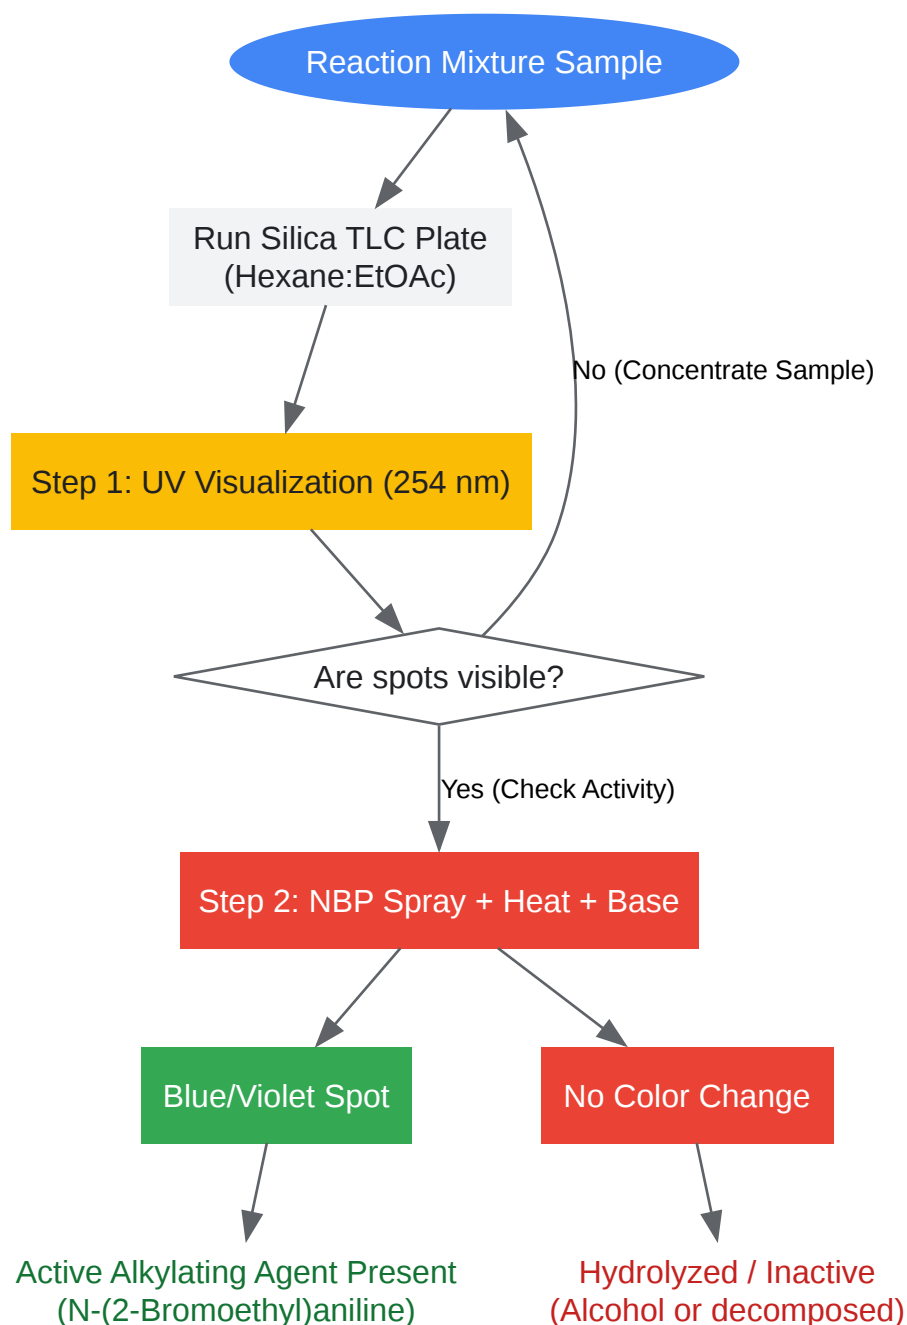 Reaction Mixture Sample
Run Silica TLC Plate
(Hexane:EtOAc)
No (Concentrate Sample)
Step 1: UV Visualization (254 nm)
Are spots visible?
Yes (Check Activity)
Step 2: NBP Spray + Heat + Base
Blue/Violet Spot
No Color Change
Active Alkylating Agent Present
(N-(2-Bromoethyl)aniline)
Hydrolyzed / Inactive
(Alcohol or decomposed)